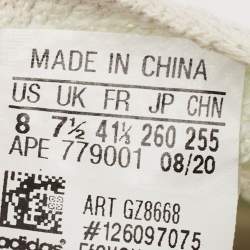 MADE IN CHINA
US UK FR JP CHN
8 7½ 41⅓ 260 255
APE 779001 08/20
ART GZ8668
#126097075
adidas